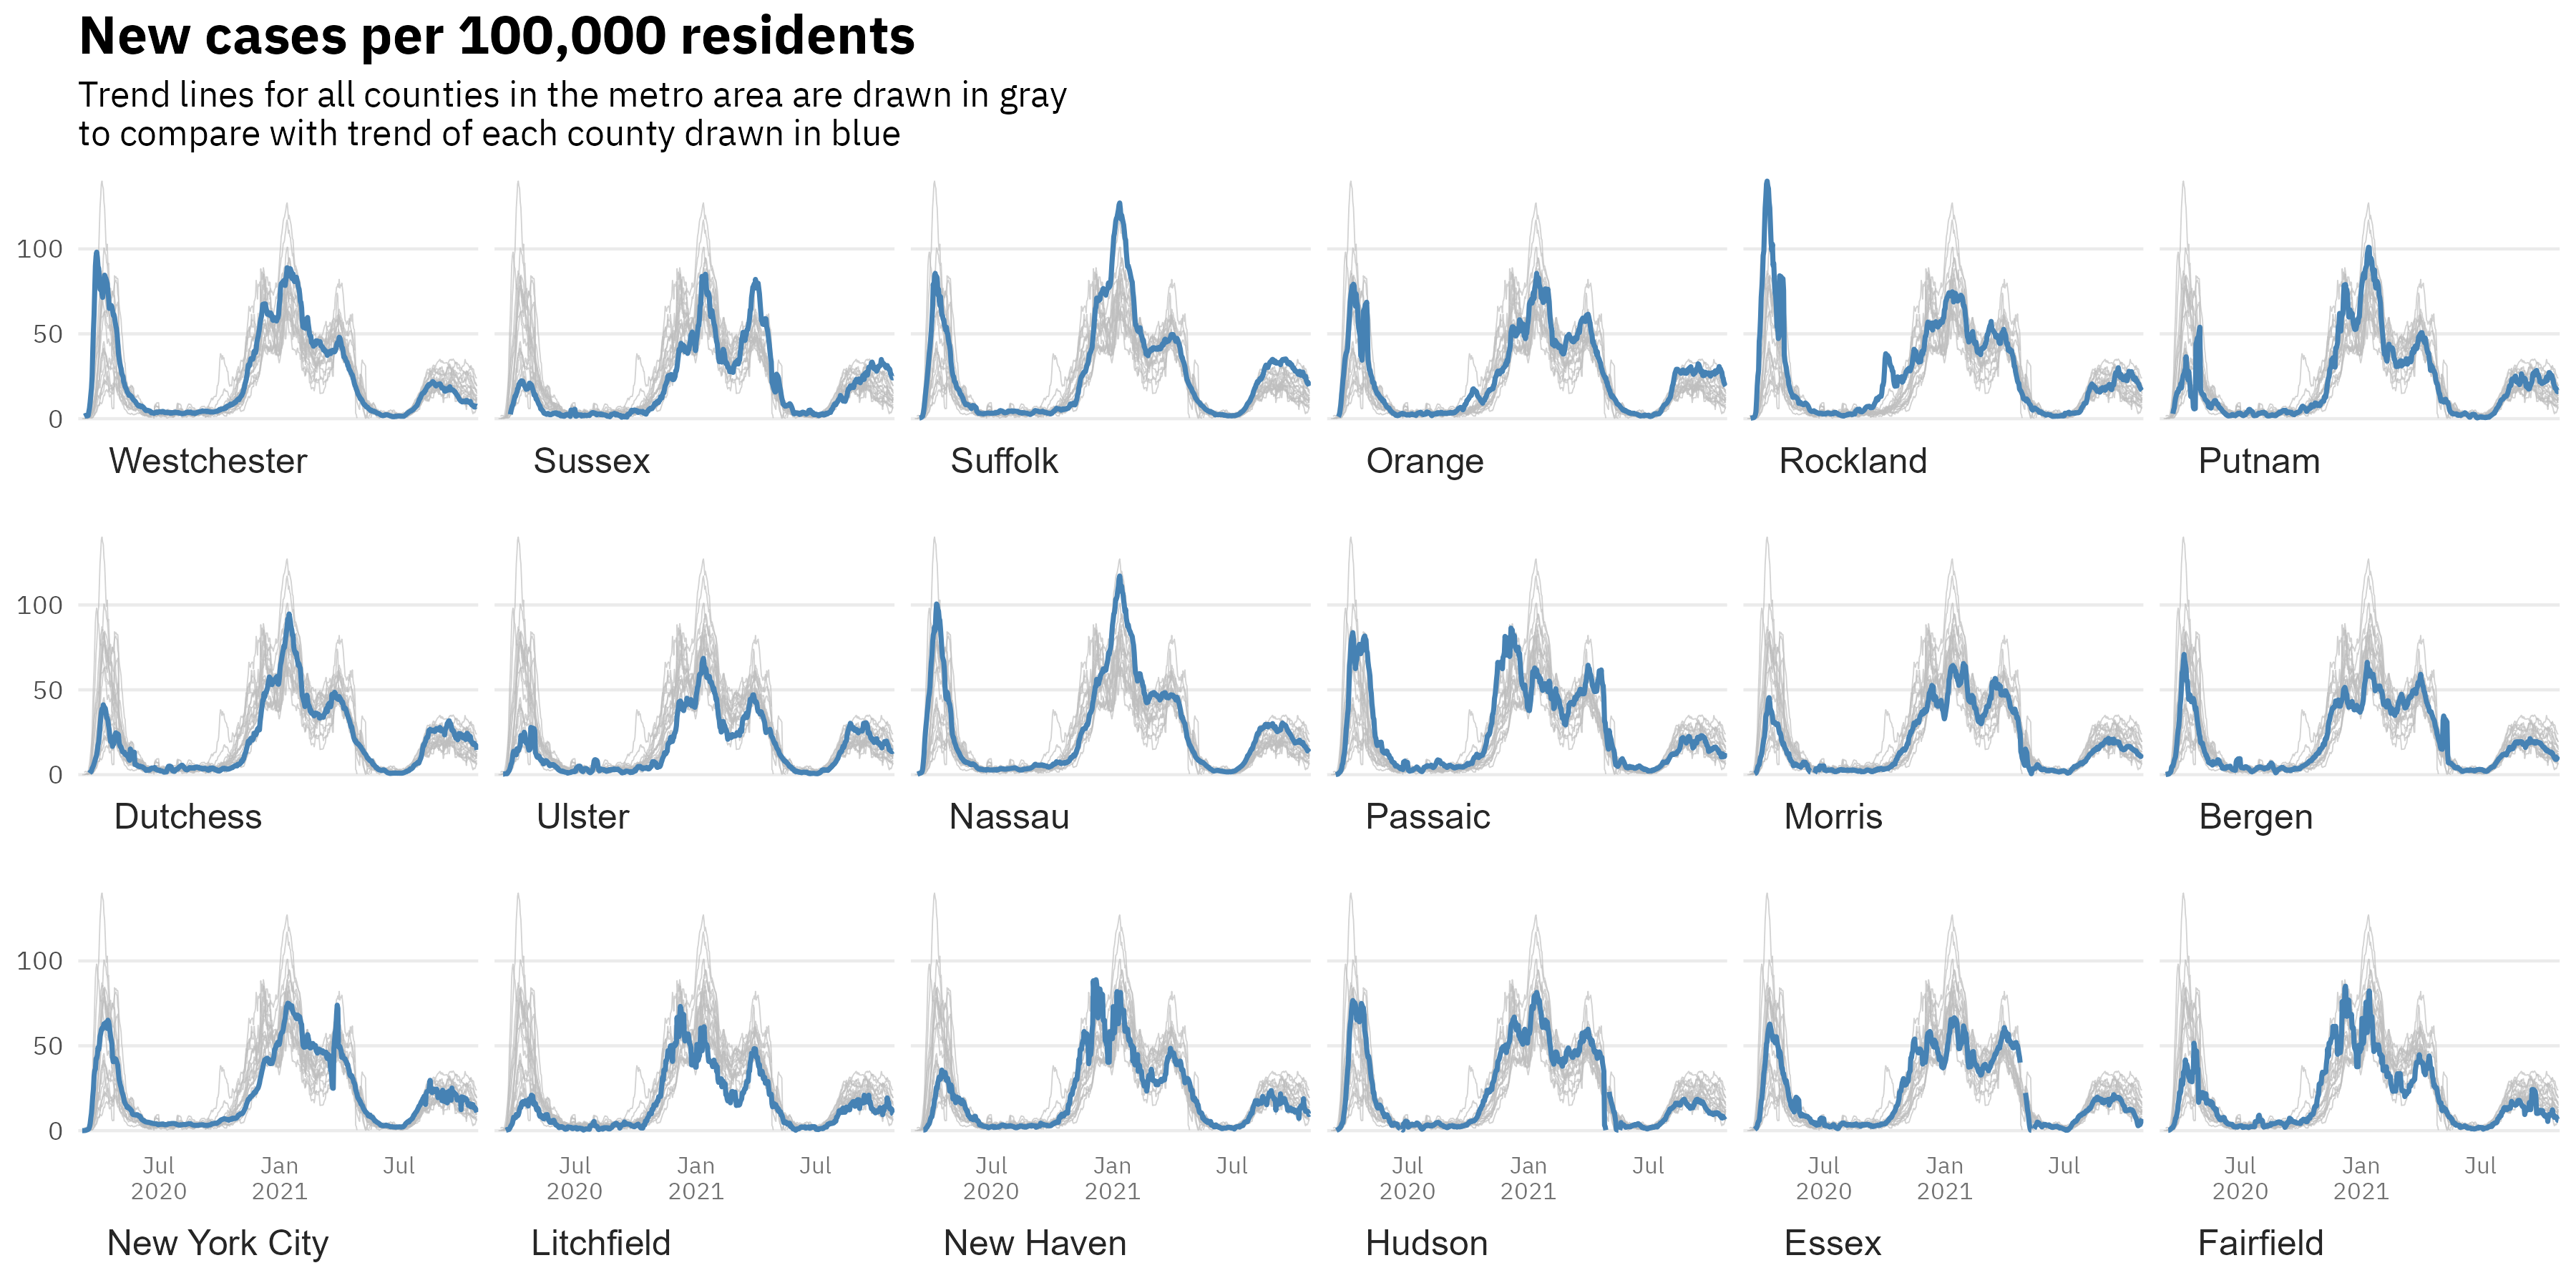 New cases per 100,000 residents
Trend lines for all counties in the metro area are drawn in gray
to compare with trend of each county drawn in blue
100
50
0
Westchester Sussex Suffolk Orange Rockland Putnam
100
50
0
Dutchess Ulster Nassau Passaic Morris Bergen
100
50
0
Jul Jan Jul Jul Jan Jul Jul Jan Jul Jul Jan Jul Jul Jan Jul Jul Jan Jul
2020 2021 2020 2021 2020 2021 2020 2021 2020 2021 2020 2021
New York City Litchfield New Haven Hudson Essex Fairfield